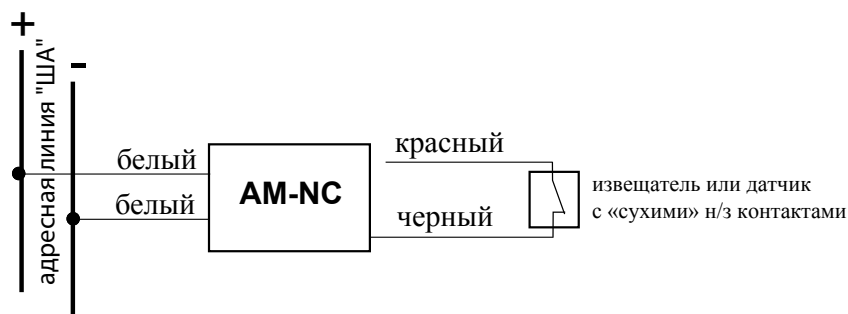 +
-
адресная линия "ША"
белый
белый
AM-NC
красный
черный
извещатель или датчик
с «сухими» н/з контактами